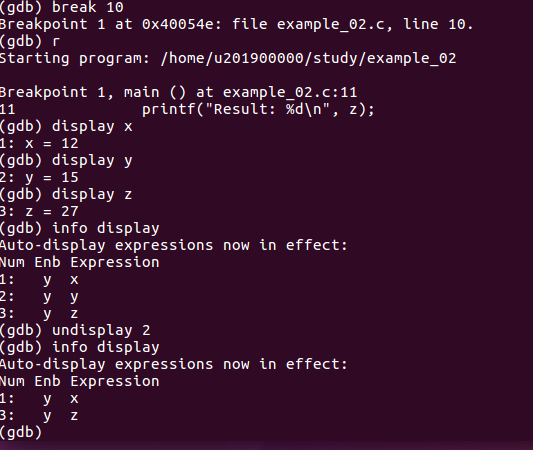 (gdb) break 10
Breakpoint 1 at 0x40054e: file example_02.c, line 10.
(gdb) r
Starting program: /home/u201900000/study/example_02

Breakpoint 1, main () at example_02.c:11
11              printf("Result: %d\n", z);
(gdb) display x
1: x = 12
(gdb) display y
2: y = 15
(gdb) display z
3: z = 27
(gdb) info display
Auto-display expressions now in effect:
Num Enb Expression
1:   y  x
2:   y  y
3:   y  z
(gdb) undisplay 2
(gdb) info display
Auto-display expressions now in effect:
Num Enb Expression
1:   y  x
3:   y  z
(gdb)